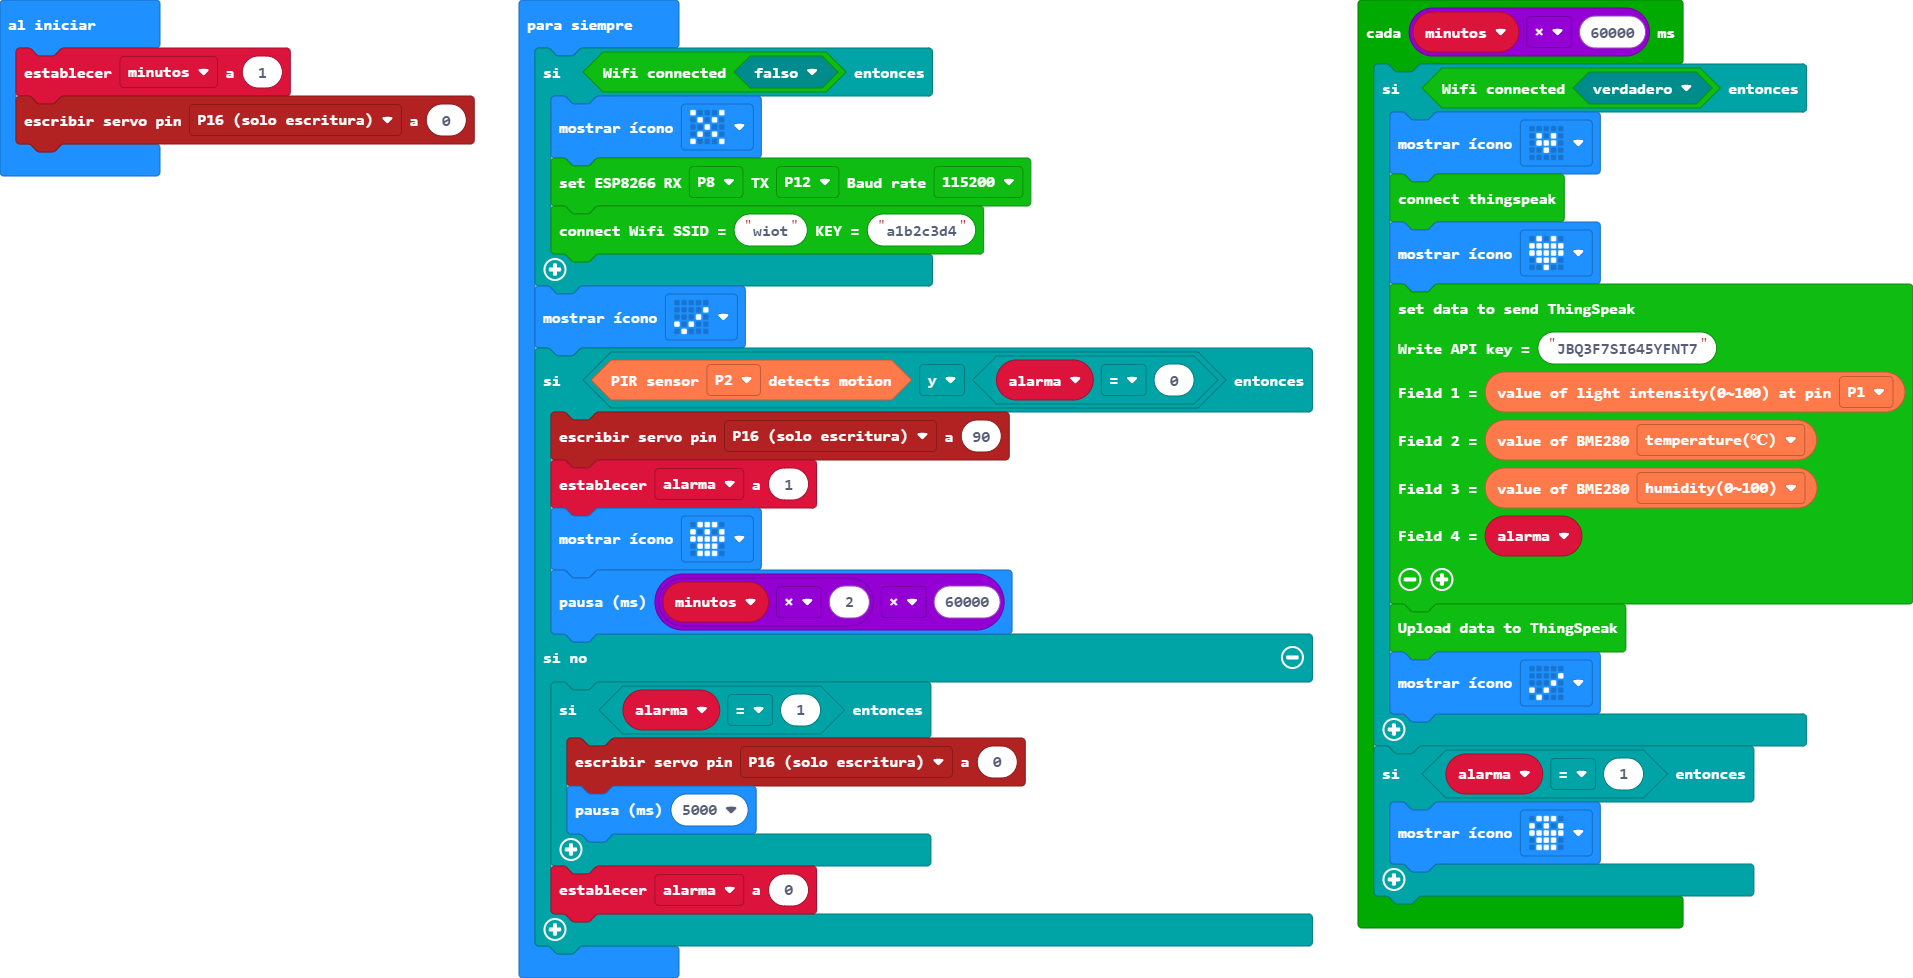 al iniciar
establecer minutos a 1
escribir servo pin P16 (solo escritura) a 0
para siempre
si Wifi connected falso entonces
mostrar ícono
set ESP8266 RX P8 TX P12 Baud rate 115200
connect Wifi SSID = "wiot" KEY = "a1b2c3d4"
mostrar ícono
si PIR sensor P2 detects motion y alarma = 0 entonces
escribir servo pin P16 (solo escritura) a 90
establecer alarma a 1
mostrar ícono
pausa (ms) minutos × 2 × 60000
si no
si alarma = 1 entonces
escribir servo pin P16 (solo escritura) a 0
pausa (ms) 5000
establecer alarma a 0
cada minutos × 60000 ms
si Wifi connected verdadero entonces
mostrar ícono
connect thingspeak
mostrar ícono
set data to send ThingSpeak
Write API key = "JBQ3F7SI645YFNT7"
Field 1 = value of light intensity(0~100) at pin P1
Field 2 = value of BME280 temperature(℃)
Field 3 = value of BME280 humidity(0~100)
Field 4 = alarma
Upload data to ThingSpeak
mostrar ícono
si alarma = 1 entonces
mostrar ícono